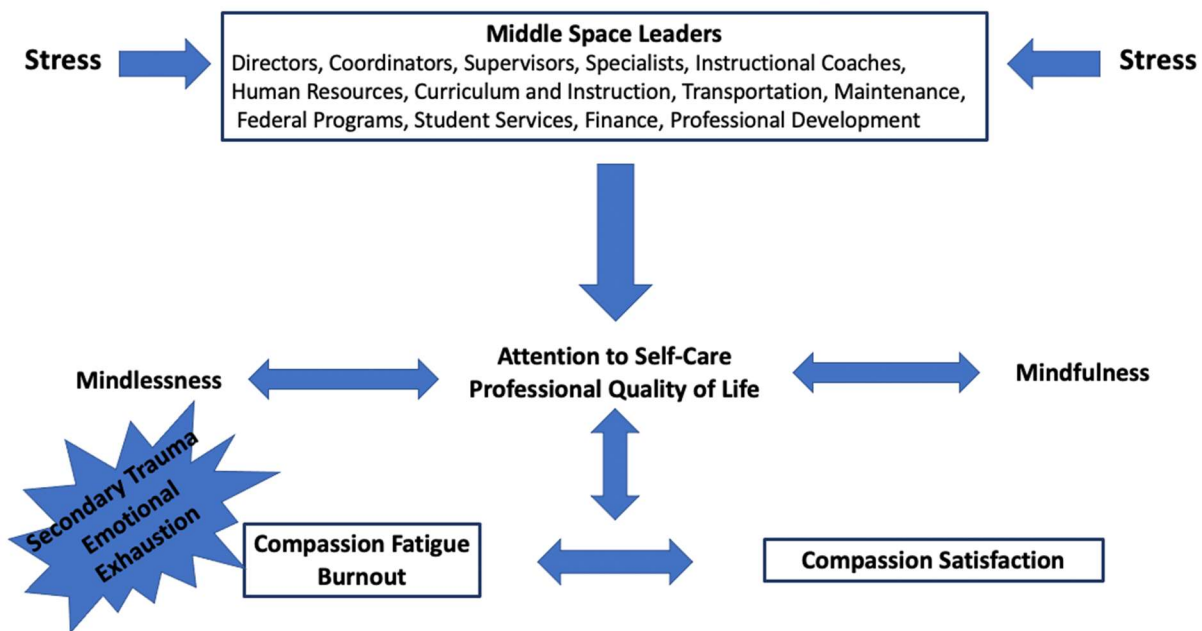 Middle Space Leaders
Stress
Directors, Coordinators, Supervisors, Specialists, Instructional Coaches,
Stress
Human Resources, Curriculum and Instruction, Transportation, Maintenance,
Federal Programs, Student Services, Finance, Professional Development
Attention to Self-Care
Professional Quality of Life
Mindlessness
Mindfulness
Secondary Trauma
Emotional
Exhaustion
Compassion Fatigue
Burnout
Compassion Satisfaction